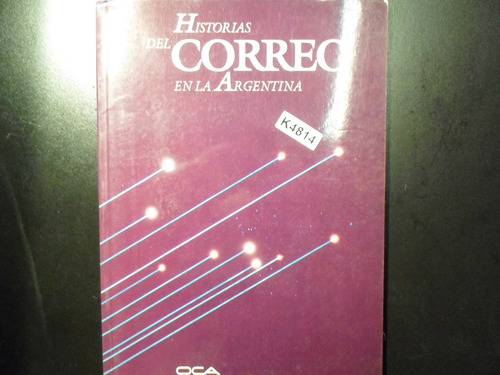 HISTORIAS
DEL CORREO
EN LA ARGENTINA
K4814
OCA